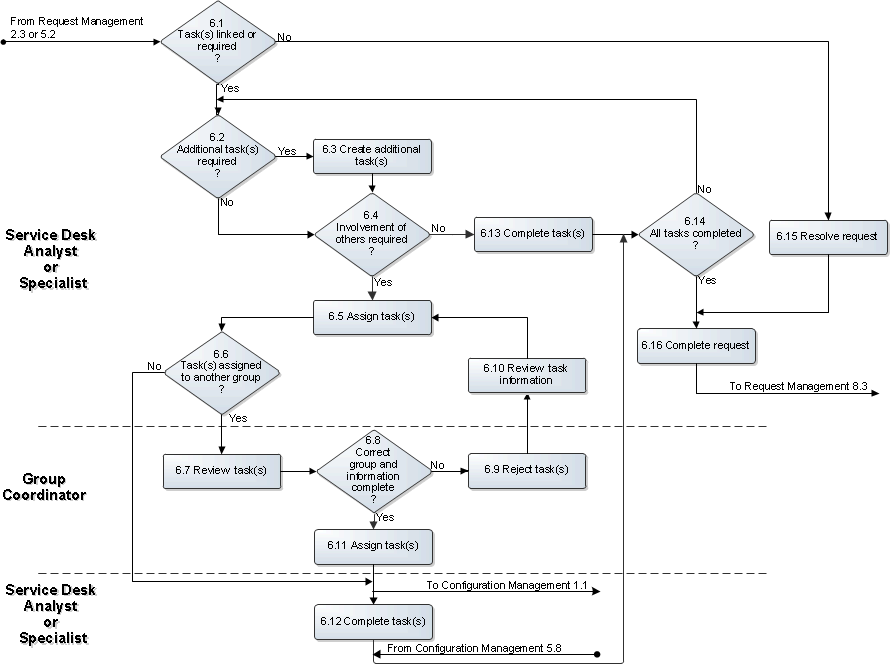 From Request Management
2.3 or 5.2
6.1
Task(s) linked or
required
?
No
Yes
6.2
Additional task(s)
required
?
Yes
No
6.3 Create additional
task(s)
6.4
Involvement of
others required
?
No
Yes
6.13 Complete task(s)
No
6.14
All tasks completed
?
Yes
6.15 Resolve request
Service Desk
Analyst
or
Specialist
6.5 Assign task(s)
6.16 Complete request
To Request Management 8.3
6.6
Task(s) assigned
to another group
?
No
Yes
6.10 Review task
information
Group
Coordinator
6.7 Review task(s)
6.8
Correct
group and
information
complete
?
No
Yes
6.9 Reject task(s)
6.11 Assign task(s)
Service Desk
Analyst
or
Specialist
To Configuration Management 1.1
6.12 Complete task(s)
From Configuration Management 5.8